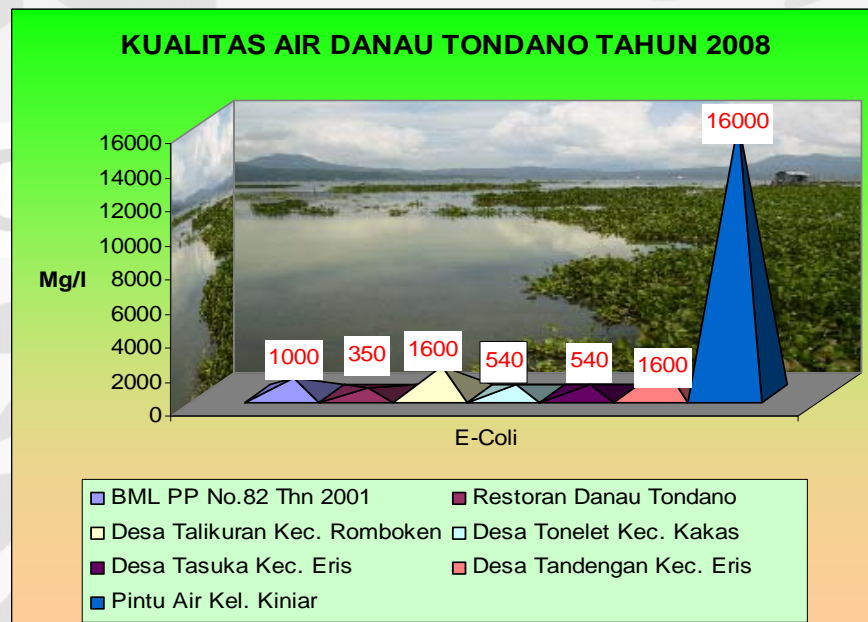 KUALITAS AIR DANAU TONDANO TAHUN 2008
16000
14000
12000
10000
8000
6000
4000
2000
0
Mg/l
1000
350
1600
540
540
1600
16000
E-Coli
BML PP No.82 Thn 2001
Restoran Danau Tondano
Desa Talikuran Kec. Romboken
Desa Tonelet Kec. Kakas
Desa Tasuka Kec. Eris
Desa Tandengan Kec. Eris
Pintu Air Kel. Kiniar